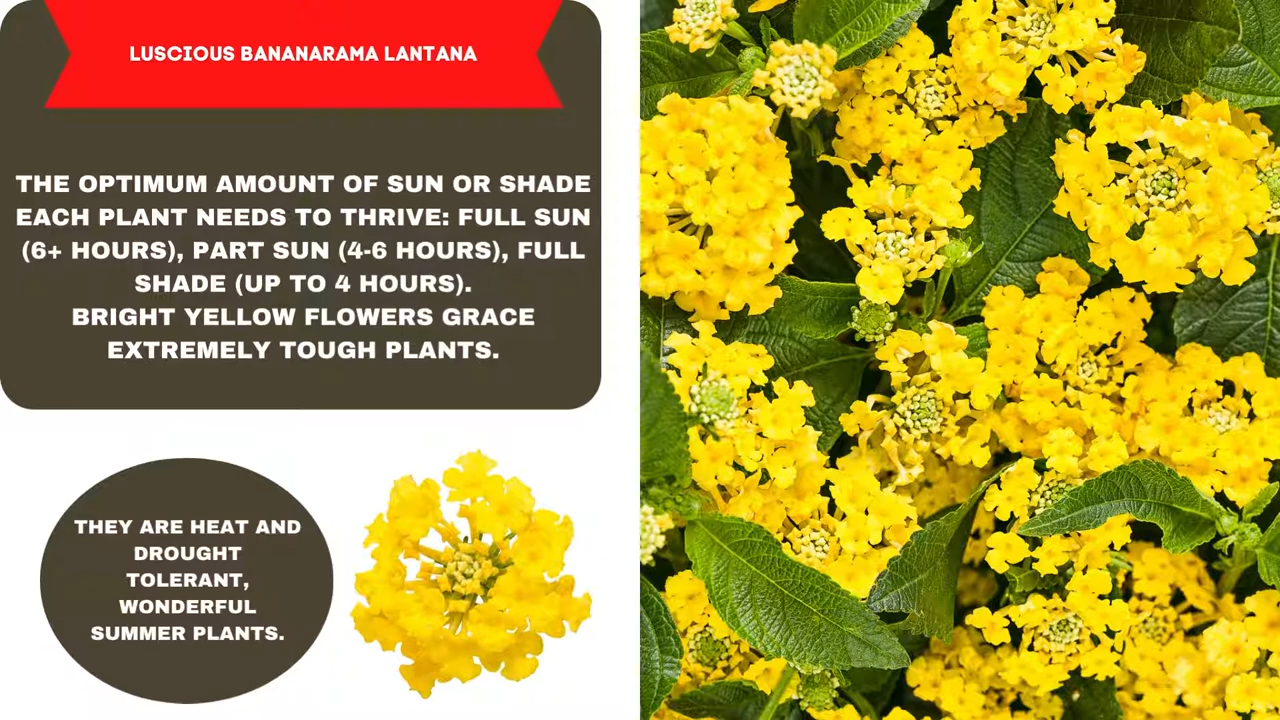 LUSCIOUS BANANARAMA LANTANA
THE OPTIMUM AMOUNT OF SUN OR SHADE
EACH PLANT NEEDS TO THRIVE: FULL SUN
(6+ HOURS), PART SUN (4-6 HOURS), FULL
SHADE (UP TO 4 HOURS).
BRIGHT YELLOW FLOWERS GRACE
EXTREMELY TOUGH PLANTS.
THEY ARE HEAT AND
DROUGHT
TOLERANT,
WONDERFUL
SUMMER PLANTS.